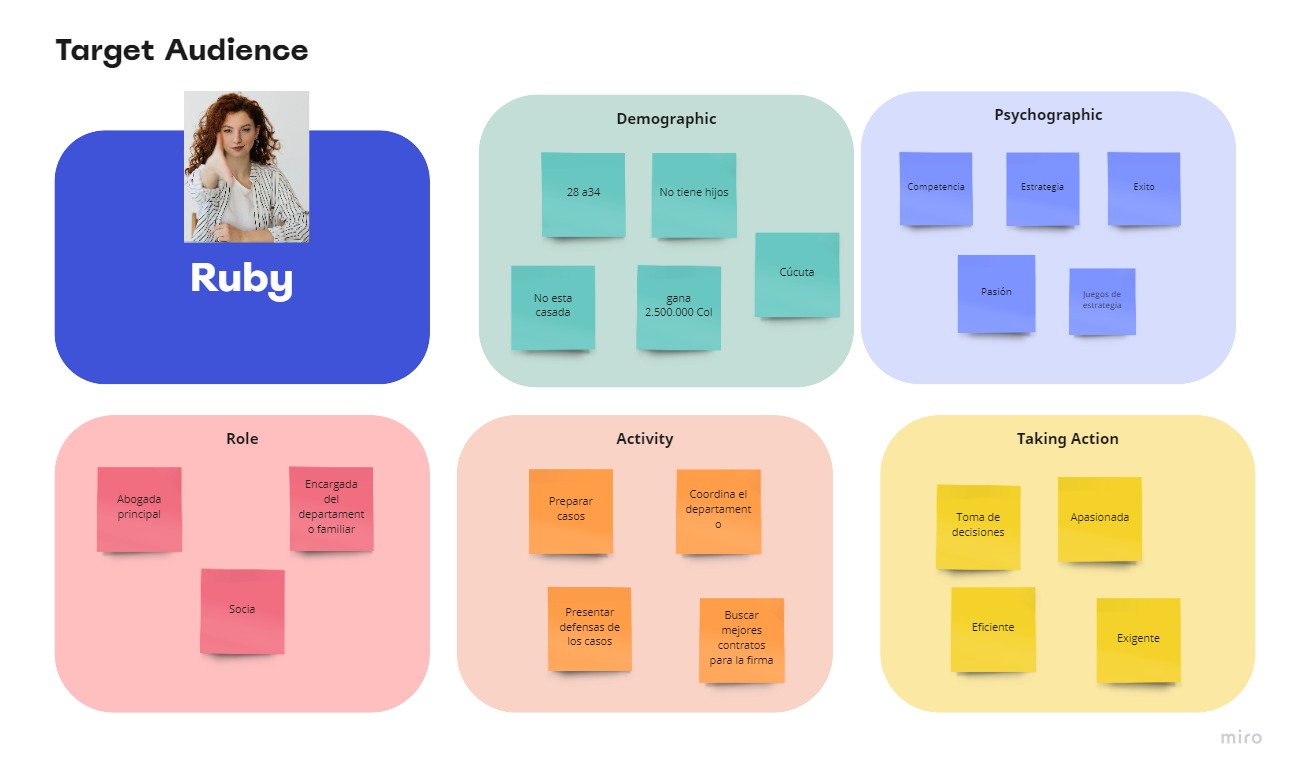 Target Audience
Ruby
Demographic
28 a34
No tiene hijos
Cúcuta
No esta
casada
gana
2.500.000 Col
Psychographic
Competencia
Estrategia
Exito
Pasión
Juegos de
estrategia
Role
Abogada
principal
Encargada
del
departament
o familiar
Socia
Activity
Preparar
casos
Coordina el
departament
o
Presentar
defensas de
los casos
Buscar
mejores
contratos
para la firma
Taking Action
Toma de
decisiones
Apasionada
Eficiente
Exigente
miro